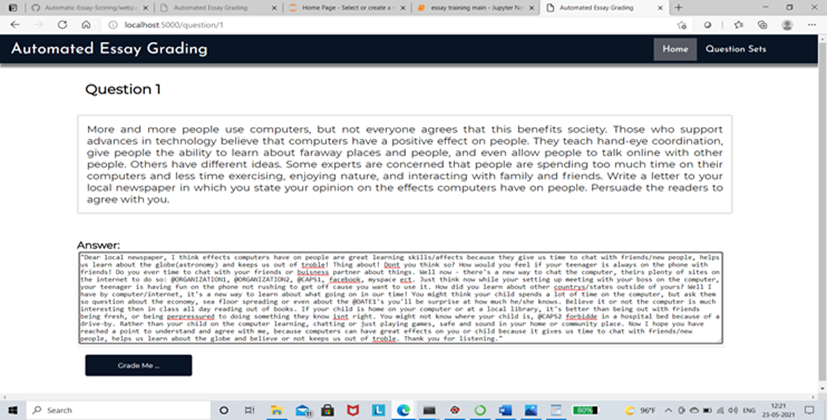 Automatic-Essay-Scoring/webp
Automated Essay Grading
Home Page - Select or create a n
essay training main - Jupyter No
Automated Essay Grading
localhost:5000/question/1
Automated Essay Grading
Home
Question Sets
Question 1
More and more people use computers, but not everyone agrees that this benefits society. Those who support
advances in technology believe that computers have a positive effect on people. They teach hand-eye coordination,
give people the ability to learn about faraway places and people, and even allow people to talk online with other
people. Others have different ideas. Some experts are concerned that people are spending too much time on their
computers and less time exercising, enjoying nature, and interacting with family and friends. Write a letter to your
local newspaper in which you state your opinion on the effects computers have on people. Persuade the readers to
agree with you.
Answer:
"Dear local newspaper, I think effects computers have on people are great learning skills/affects because they give us time to chat with friends/new people, helps
us learn about the globe(astronomy) and keeps us out of troble! Thing about! Dont you think so? How would you feel if your teenager is always on the phone with
friends! Do you ever time to chat with your friends or buisness partner about things. Well now - there's a new way to chat the computer, theirs plenty of sites on
the internet to do so: @ORGANIZATION1, @ORGANIZATION2, @CAPS1, facebook, myspace ect. Just think now while your setting up meeting with your boss on the computer,
your teenager is having fun on the phone not rushing to get off cause you want to use it. How did you learn about other countrys/states outside of yours? Well I
have by computer/internet, it's a new way to learn about what going on in our time! You might think your child spends a lot of time on the computer, but ask them
so question about the economy, sea floor spreading or even about the @DATE1's you'll be surprise at how much he/she knows. Believe it or not the computer is much
interesting then in class all day reading out of books. If your child is home on your computer or at a local library, it's better than being out with friends
being fresh, or being perpressured to doing something they know isnt right. You might not know where your child is, @CAPS2 forbidde in a hospital bed because of a
drive-by. Rather than your child on the computer learning, chatting or just playing games, safe and sound in your home or community place. Now I hope you have
reached a point to understand and agree with me, because computers can have great effects on you or child because it gives us time to chat with friends/new
people, helps us learn about the globe and believe or not keeps us out of troble. Thank you for listening."
Grade Me ...
Search
80%
96°F
ENG
12:21
23-05-2021